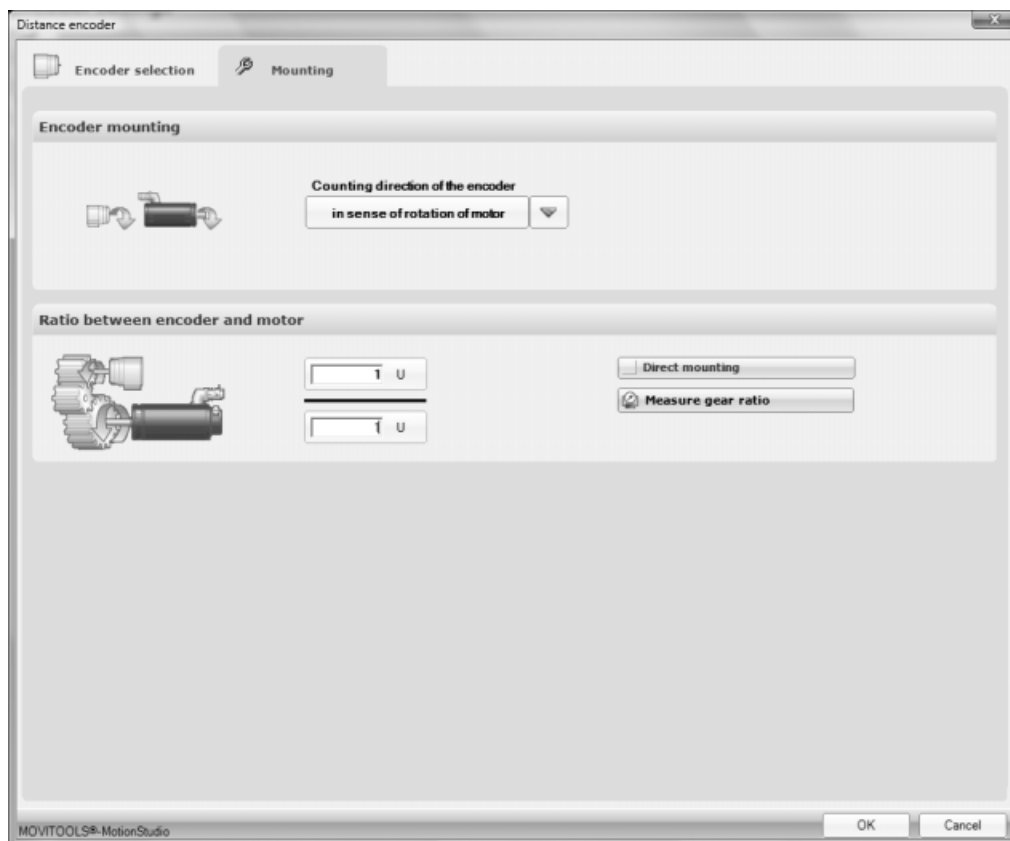 Distance encoder
Encoder selection
Mounting
Encoder mounting
Counting direction of the encoder
in sense of rotation of motor
Ratio between encoder and motor
1 U
Direct mounting
Measure gear ratio
1 U
MOVITOOLS®-MotionStudio
OK
Cancel